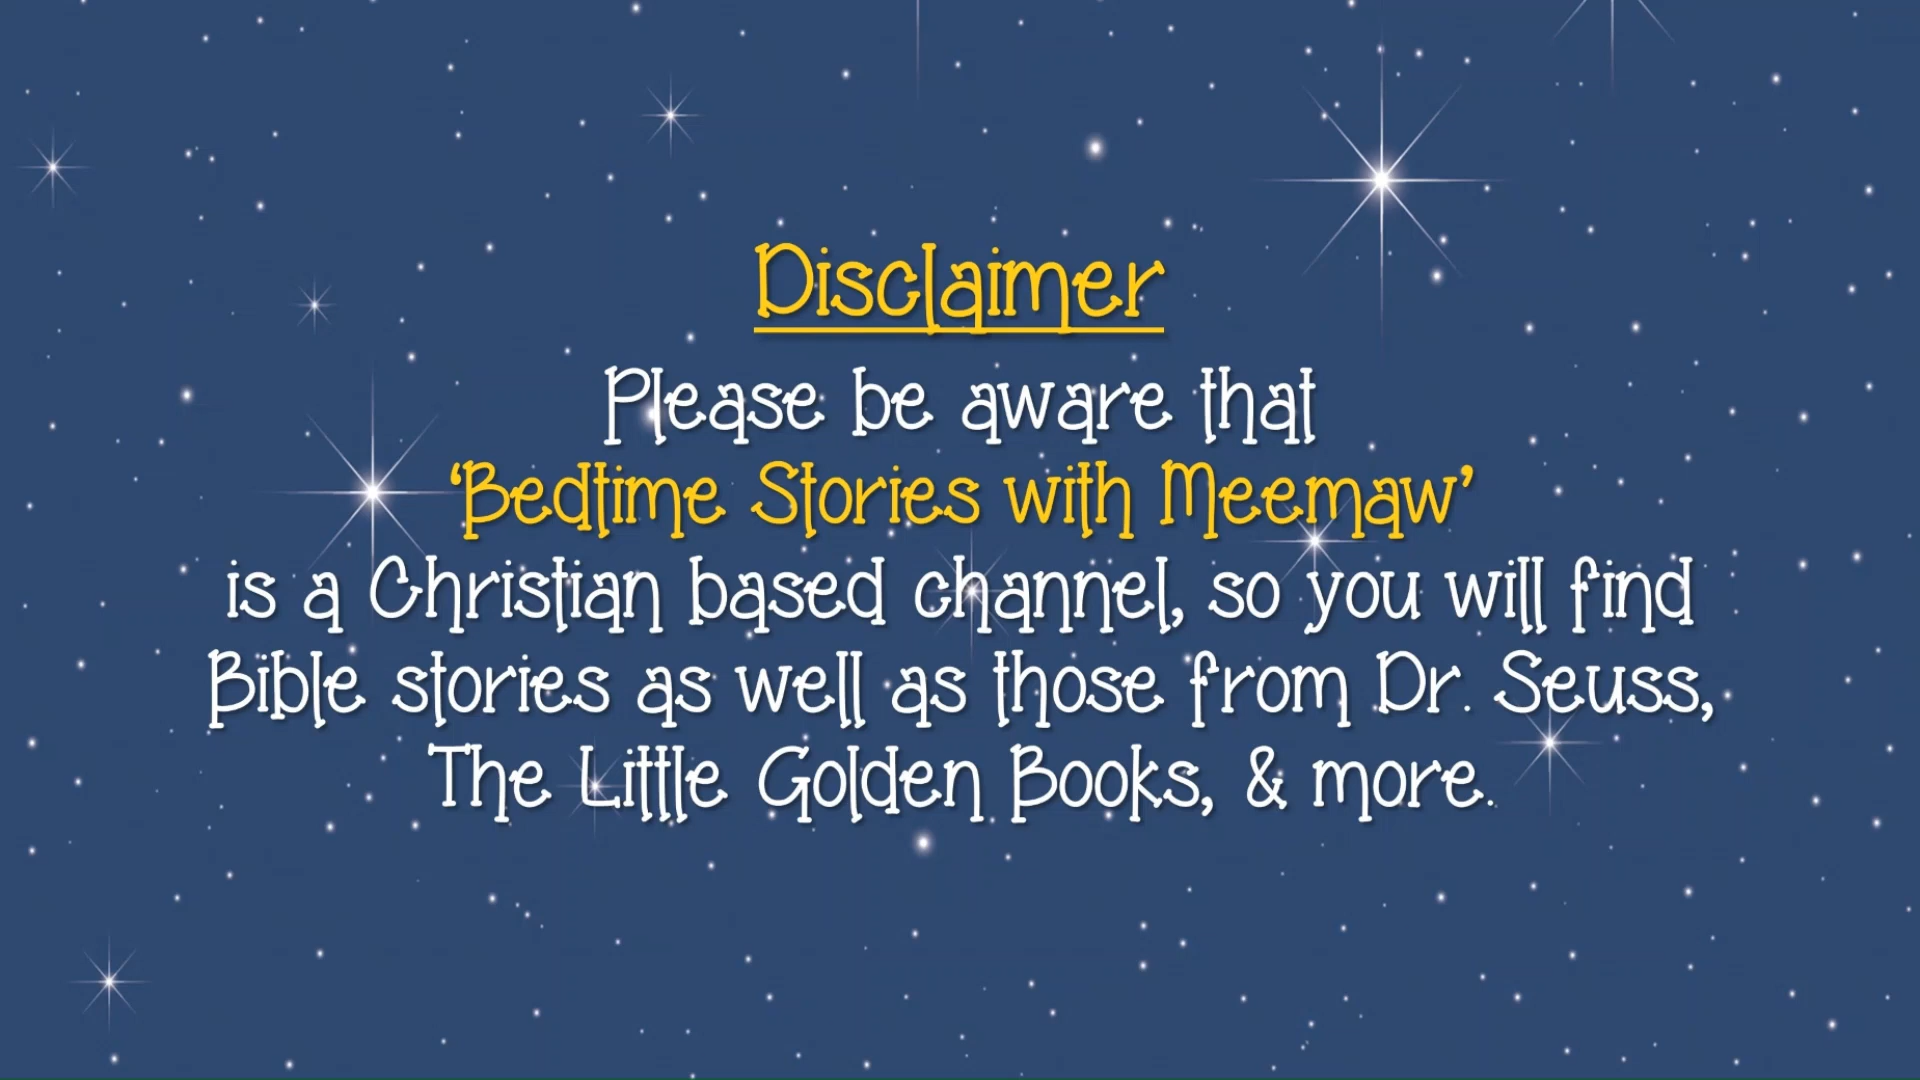 Disclaimer
Please be aware that
‘Bedtime Stories with Meemaw’
is a Christian based channel, so you will find
Bible stories as well as those from Dr. Seuss,
The Little Golden Books, & more.